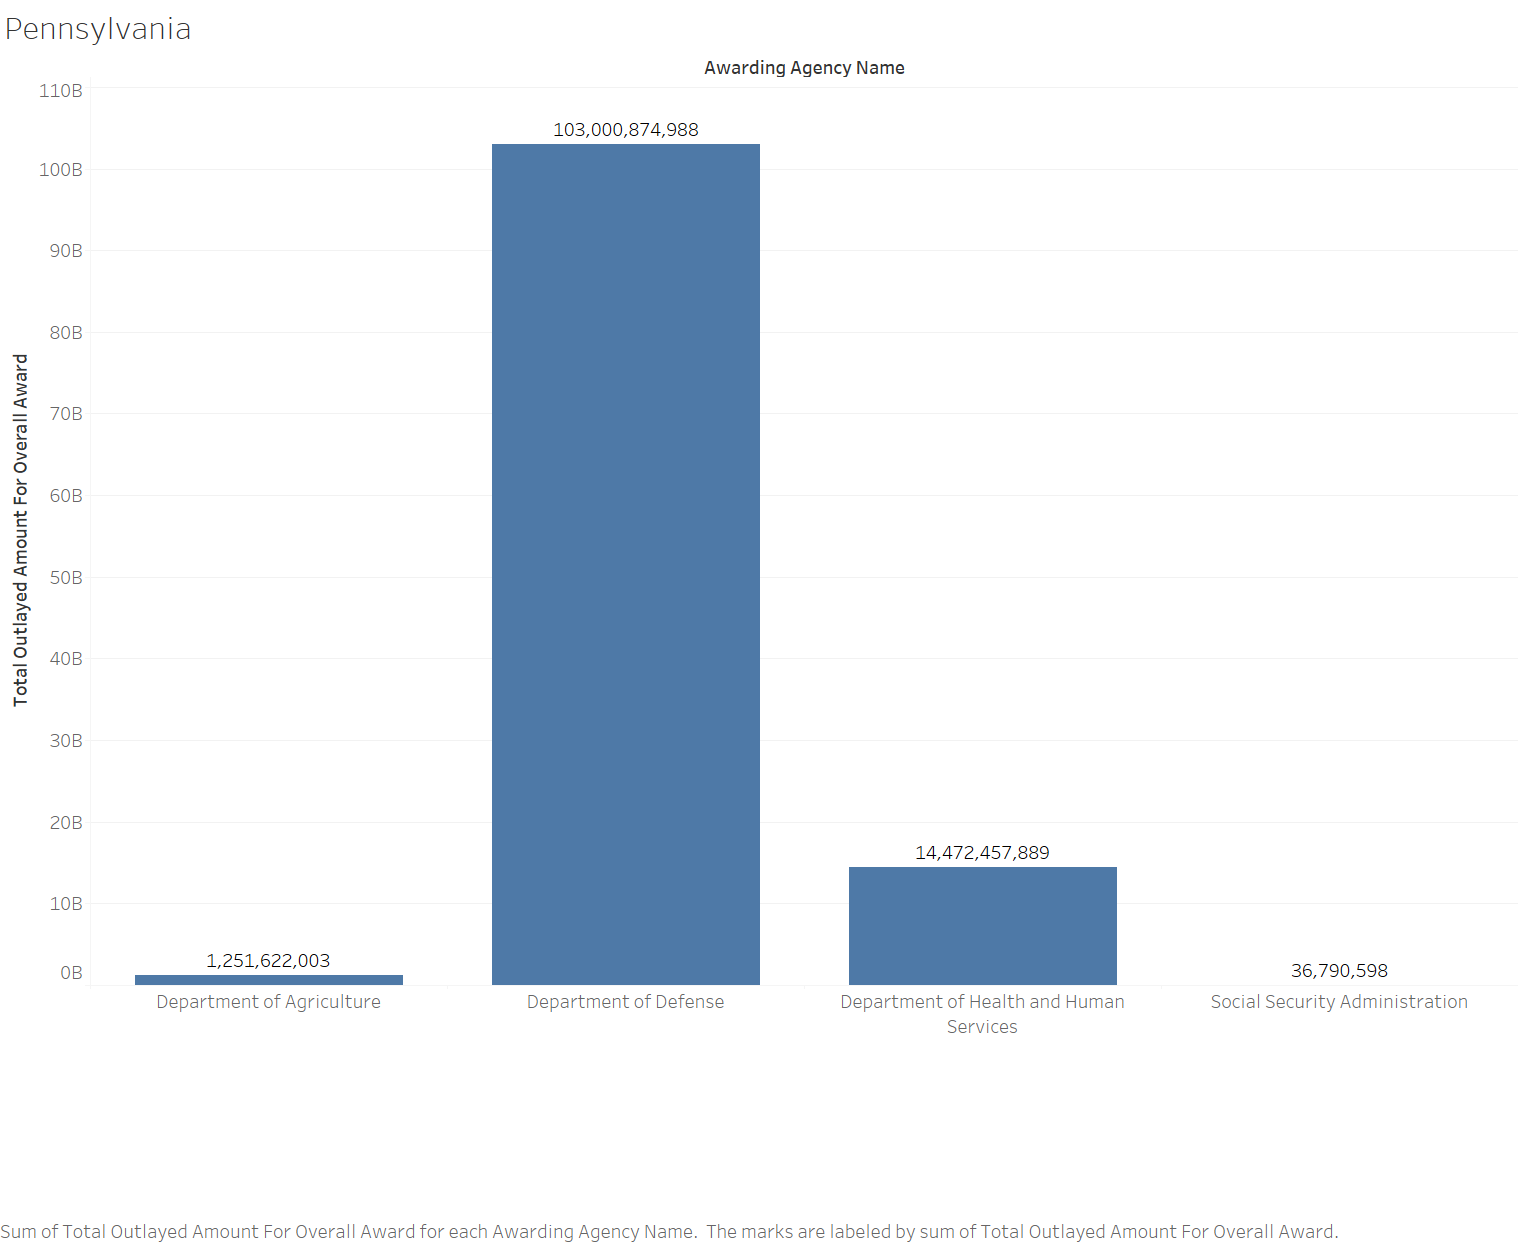 Pennsylvania
Awarding Agency Name
Total Outlayed Amount For Overall Award
110B
100B
90B
80B
70B
60B
50B
40B
30B
20B
10B
0B
1,251,622,003
103,000,874,988
14,472,457,889
36,790,598
Department of Agriculture
Department of Defense
Department of Health and Human
Services
Social Security Administration
Sum of Total Outlayed Amount For Overall Award for each Awarding Agency Name.  The marks are labeled by sum of Total Outlayed Amount For Overall Award.